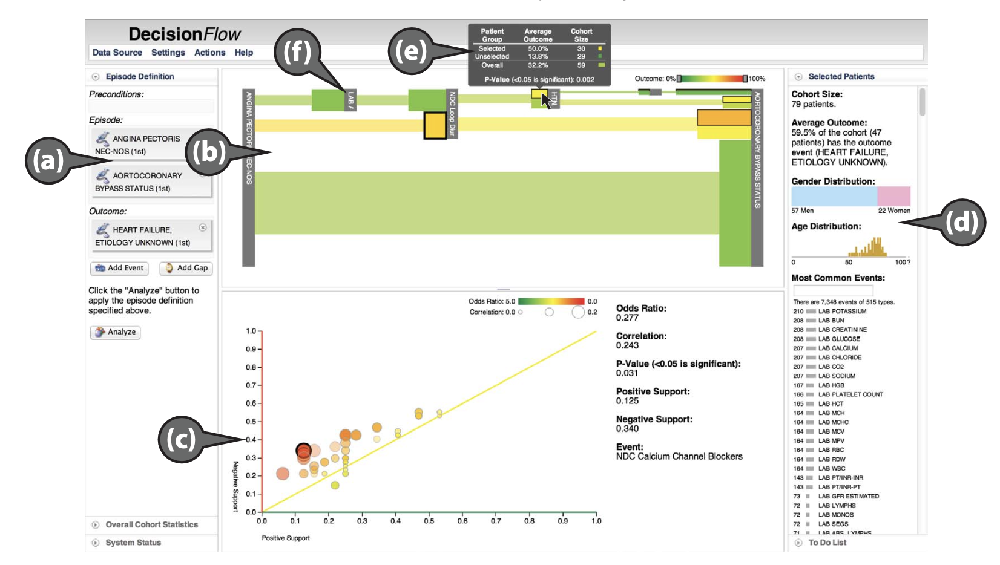 DecisionFlow
Data Source Settings Actions Help
(a)
(b)
(c)
(d)
(e)
(f)
Episode Definition
Preconditions:
Episode:
ANGINA PECTORIS
NEC-NOS (1st)
AORTOCORONARY
BYPASS STATUS (1st)
Outcome:
HEART FAILURE,
ETIOLOGY UNKNOWN (1st)
Add Event Add Gap
Click the "Analyze" button to
apply the episode definition
specified above.
Analyze
Overall Cohort Statistics
System Status
Patient Group Average Outcome Cohort Size
Selected 50.0% 30
Unselected 13.8% 29
Overall 32.2% 59
P-Value (<0.05 is significant): 0.002
Outcome: 0% 100%
ANGINA PECTORI NEC-NOS
LAB
NDC Loop Diur
HTN
AORTOCORONARY BYPASS STATUS
Odds Ratio: 5.0 0.0
Correlation: 0.0 0.2
1.0
0.9
0.8
0.7
0.6
0.5
0.4
0.3
0.2
0.1
0.0
Negative Support
0.0 0.1 0.2 0.3 0.4 0.5 0.6 0.7 0.8 0.9 1.0
Positive Support
Odds Ratio:
0.277
Correlation:
0.243
P-Value (<0.05 is significant):
0.031
Positive Support:
0.125
Negative Support:
0.340
Event:
NDC Calcium Channel Blockers
Selected Patients
Cohort Size:
79 patients.
Average Outcome:
59.5% of the cohort (47
patients) has the outcome
event (HEART FAILURE,
ETIOLOGY UNKNOWN).
Gender Distribution:
57 Men 22 Women
Age Distribution:
0 50 100 ?
Most Common Events:
There are 7,348 events of 515 types.
210 LAB POTASSIUM
208 LAB BUN
208 LAB CREATININE
208 LAB GLUCOSE
207 LAB CALCIUM
207 LAB CHLORIDE
207 LAB CO2
207 LAB SODIUM
167 LAB HGB
166 LAB PLATELET COUNT
165 LAB HCT
164 LAB MCH
164 LAB MCHC
164 LAB MCV
164 LAB MPV
164 LAB RBC
164 LAB RDW
164 LAB WBC
143 LAB PT/INR-INR
143 LAB PT/INR-PT
73 LAB GFR ESTIMATED
72 LAB LYMPHS
72 LAB MONOS
72 LAB SEGS
71 LAB ABS. LYMPHS
To Do List